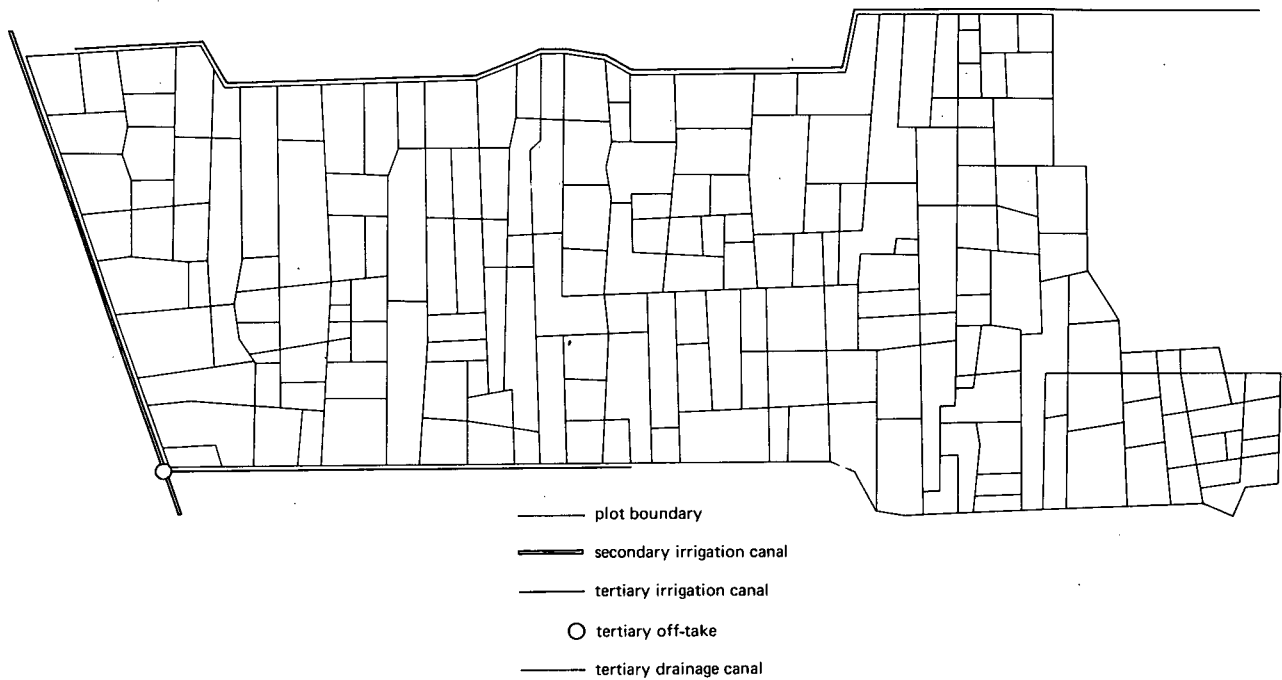 plot boundary
secondary irrigation canal
tertiary irrigation canal
tertiary off-take
tertiary drainage canal